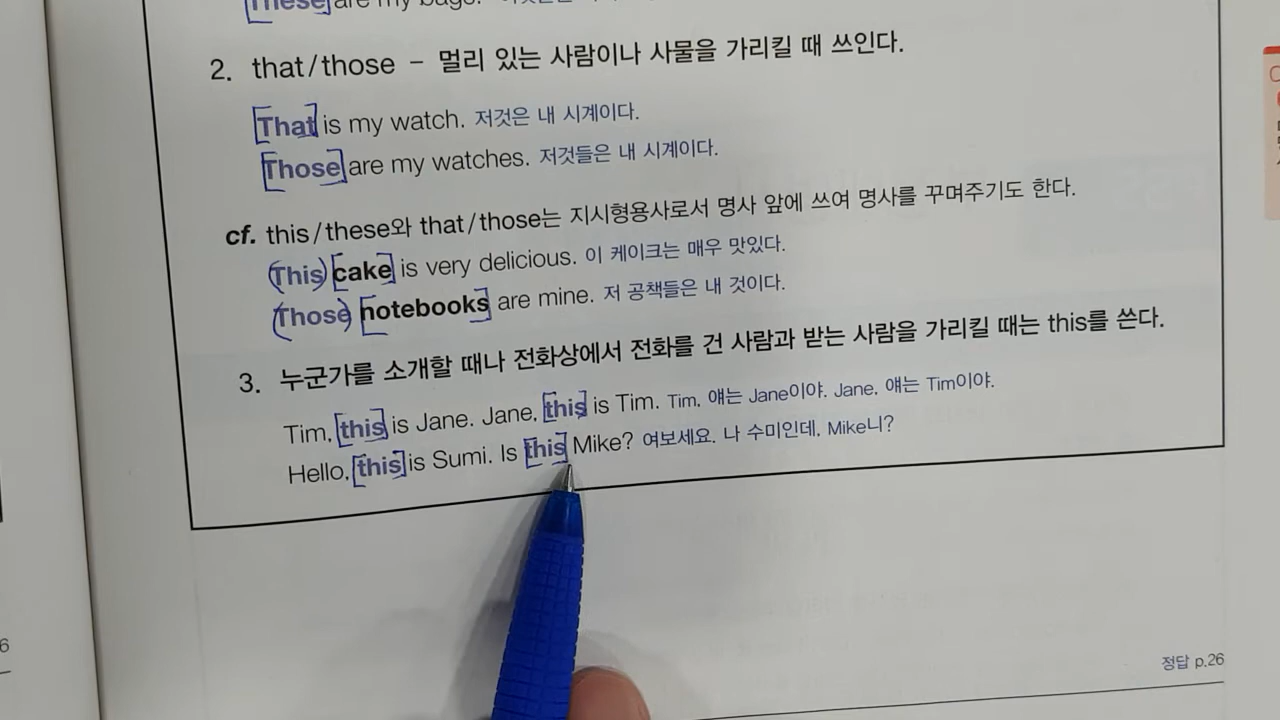 These are my bags.
2. that/those – 멀리 있는 사람이나 사물을 가리킬 때 쓰인다.
That is my watch. 저것은 내 시계이다.
Those are my watches. 저것들은 내 시계이다.
cf. this/these와 that/those는 지시형용사로서 명사 앞에 쓰여 명사를 꾸며주기도 한다.
This cake is very delicious. 이 케이크는 매우 맛있다.
Those notebooks are mine. 저 공책들은 내 것이다.
3. 누군가를 소개할 때나 전화상에서 전화를 건 사람과 받는 사람을 가리킬 때는 this를 쓴다.
Tim, this is Jane. Jane, this is Tim. Tim, 얘는 Jane이야. Jane, 얘는 Tim이야.
Hello, this is Sumi. Is this Mike? 여보세요. 나 수미인데, Mike니?
정답 p.26
6